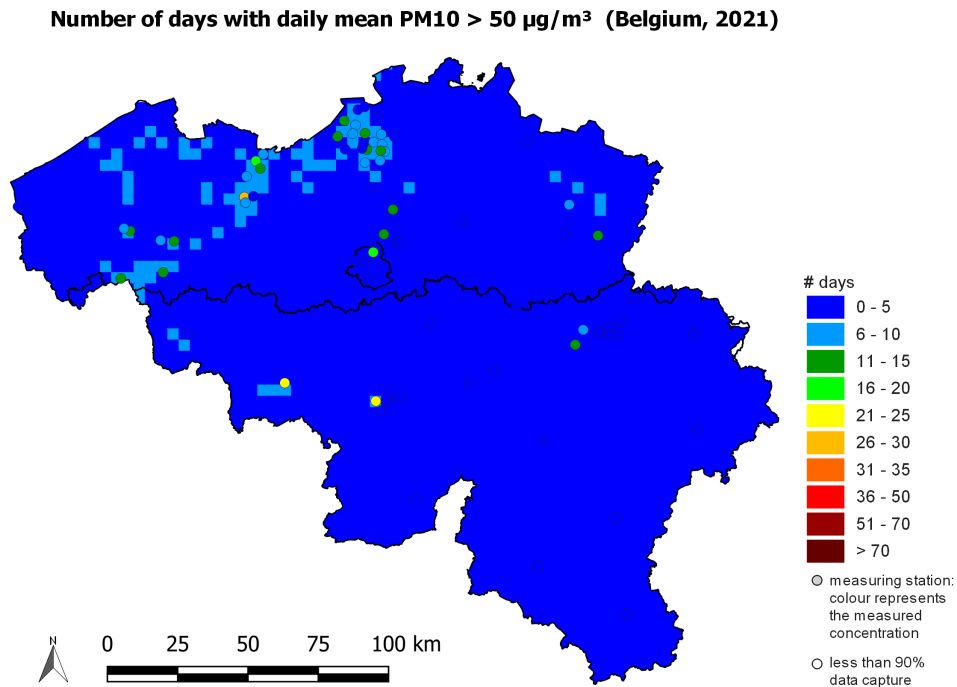 Number of days with daily mean PM10 > 50 µg/m³ (Belgium, 2021)
# days
0 - 5
6 - 10
11 - 15
16 - 20
21 - 25
26 - 30
31 - 35
36 - 50
51 - 70
> 70
measuring station:
colour represents
the measured
concentration
less than 90%
data capture
N
0 25 50 75 100 km